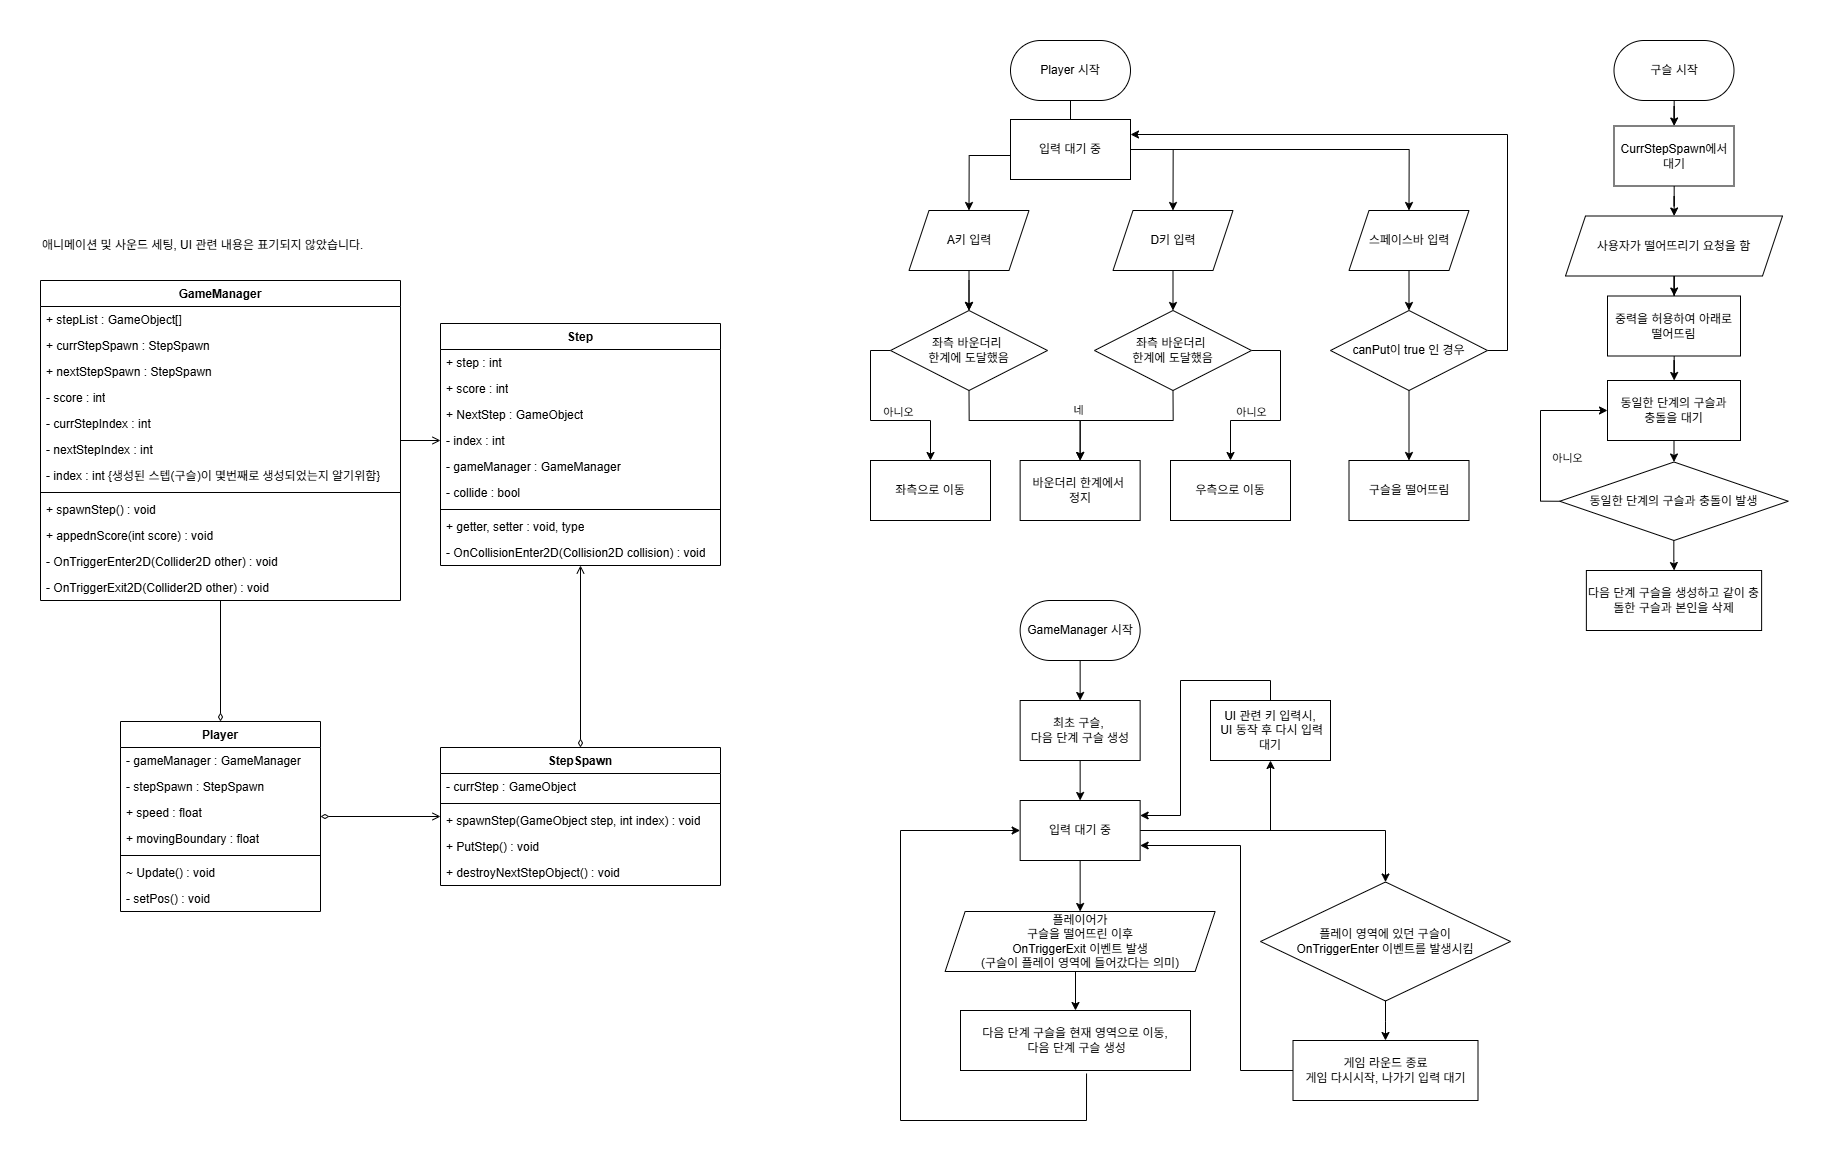 애니메이션 및 사운드 세팅, UI 관련 내용은 표기되지 않았습니다.
GameManager
+ stepList : GameObject[]
+ currStepSpawn : StepSpawn
+ nextStepSpawn : StepSpawn
- score : int
- currStepIndex : int
- nextStepIndex : int
- index : int {생성된 스텝(구슬)이 몇번째로 생성되었는지 알기위함}
+ spawnStep() : void
+ appednScore(int score) : void
- OnTriggerEnter2D(Collider2D other) : void
- OnTriggerExit2D(Collider2D other) : void
Step
+ step : int
+ score : int
+ NextStep : GameObject
- index : int
- gameManager : GameManager
- collide : bool
+ getter, setter : void, type
- OnCollisionEnter2D(Collision2D collision) : void
Player
- gameManager : GameManager
- stepSpawn : StepSpawn
+ speed : float
+ movingBoundary : float
~ Update() : void
- setPos() : void
StepSpawn
- currStep : GameObject
+ spawnStep(GameObject step, int index) : void
+ PutStep() : void
+ destroyNextStepObject() : void
Player 시작
입력 대기 중
A키 입력
D키 입력
스페이스바 입력
좌측 바운더리
한계에 도달했음
좌측 바운더리
한계에 도달했음
canPut이 true 인 경우
아니오
네
아니오
좌측으로 이동
바운더리 한계에서
정지
우측으로 이동
구슬을 떨어뜨림
구슬 시작
CurrStepSpawn에서
대기
사용자가 떨어뜨리기 요청을 함
중력을 허용하여 아래로
떨어뜨림
동일한 단계의 구슬과
충돌을 대기
아니오
동일한 단계의 구슬과 충돌이 발생
다음 단계 구슬을 생성하고 같이 충
돌한 구슬과 본인을 삭제
GameManager 시작
최초 구슬,
다음 단계 구슬 생성
UI 관련 키 입력시,
UI 동작 후 다시 입력
대기
입력 대기 중
플레이어가
구슬을 떨어뜨린 이후
OnTriggerExit 이벤트 발생
(구슬이 플레이 영역에 들어갔다는 의미)
플레이 영역에 있던 구슬이
OnTriggerEnter 이벤트를 발생시킴
다음 단계 구슬을 현재 영역으로 이동,
다음 단계 구슬 생성
게임 라운드 종료
게임 다시시작, 나가기 입력 대기